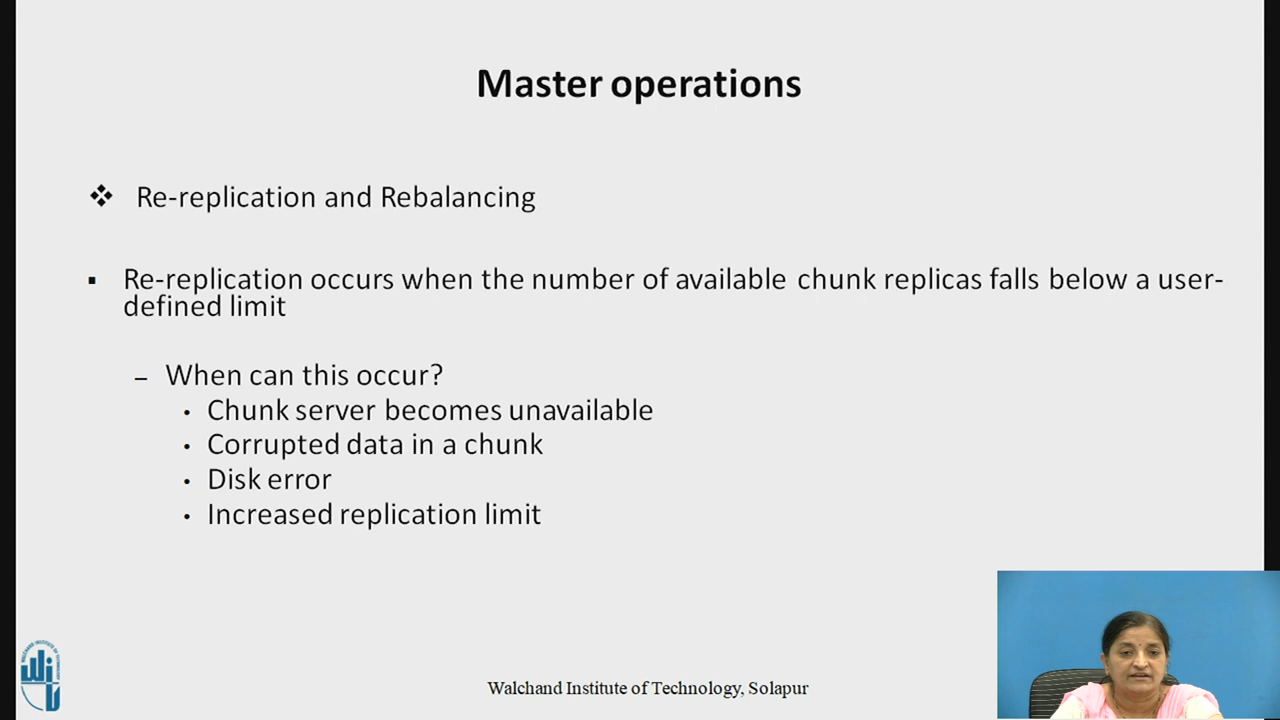 Master operations
❖ Re-replication and Rebalancing
▪ Re-replication occurs when the number of available chunk replicas falls below a user-
defined limit
– When can this occur?
• Chunk server becomes unavailable
• Corrupted data in a chunk
• Disk error
• Increased replication limit
Walchand Institute of Technology, Solapur